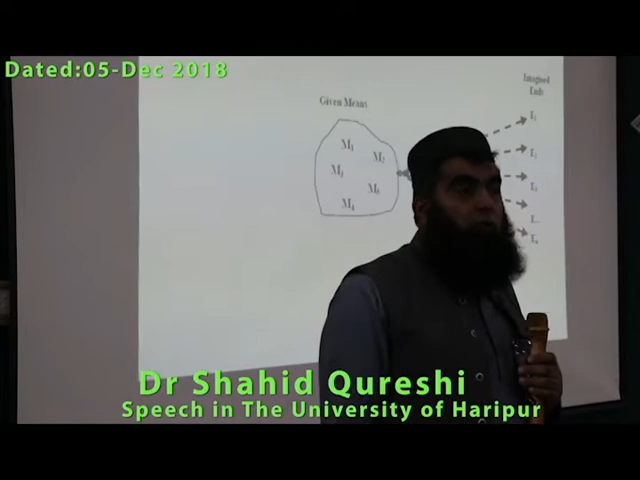 Dated:05-Dec 2018
Imagined
Ends
Given Means
M1
M2
M3
M5
M4
Dr Shahid Qureshi
Speech in The University of Haripur